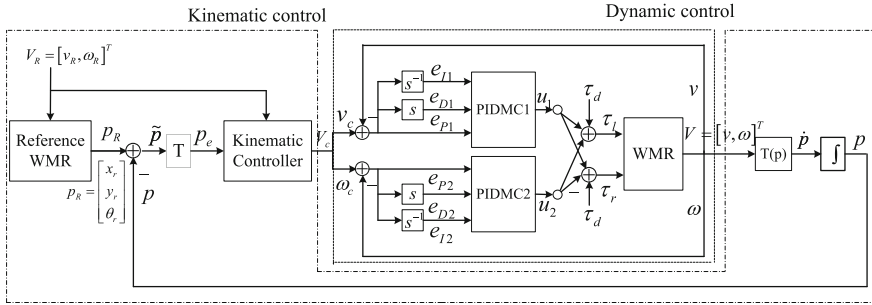 Kinematic control
Dynamic control
V_R = [v_R, ω_R]^T
Reference
WMR
p_R
p_R = [x_r y_r θ_r]
−
p̃
p
T
p_e
Kinematic
Controller
V_c
v_c
−
s⁻¹
e_I1
s
e_D1
e_P1
PIDMC1
u_1
ω_c
−
e_P2
s
e_D2
s⁻¹
e_I2
PIDMC2
u_2
−
τ_d
τ_l
τ_r
τ_d
WMR
v
V = [v, ω]^T
ω
T(p)
ṗ
∫
p